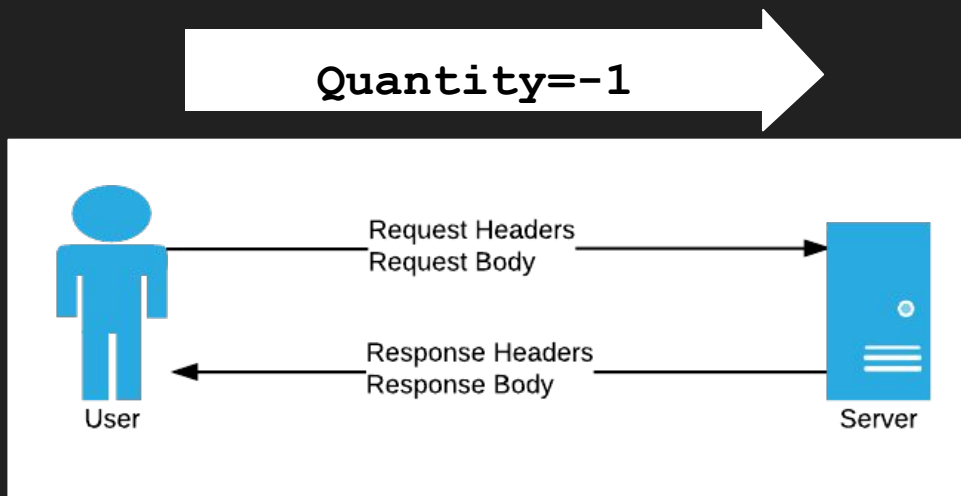 Quantity=-1
Request Headers
Request Body
Response Headers
Response Body
User
Server